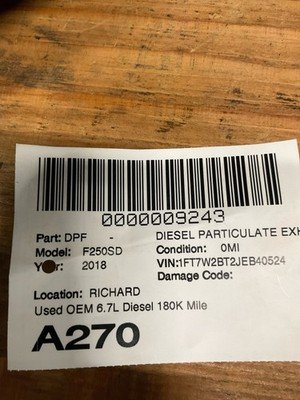 0000009243
Part: DPF - DIESEL PARTICULATE EXH
Model: F250SD Condition: 0MI
Year: 2018 VIN:1FT7W2BT2JEB40524
Damage Code:
Location: RICHARD
Used OEM 6.7L Diesel 180K Mile
A270